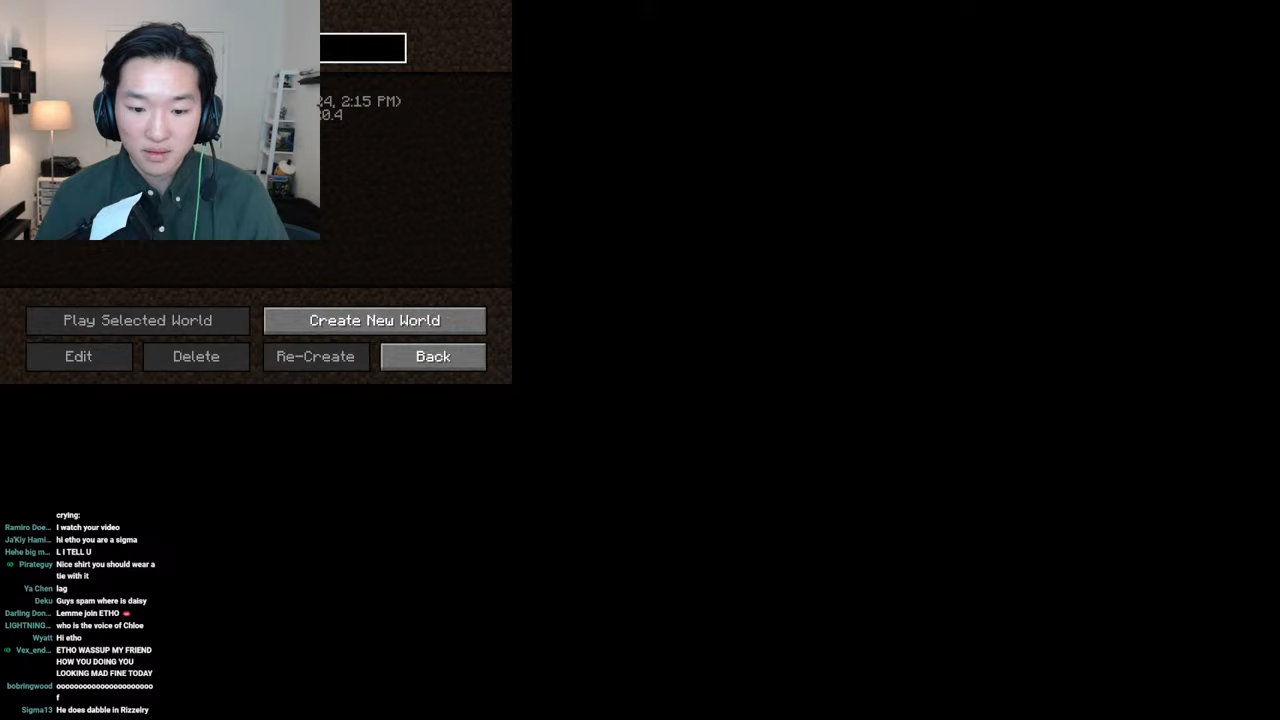 24, 2:15 PM)
20.4
Play Selected World
Create New World
Edit
Delete
Re-Create
Back
crying:
Ramiro Doe... I watch your video
Ja'Kiy Hami... hi etho you are a sigma
Hehe big m... L I TELL U
Pirateguy Nice shirt you should wear a
tie with it
Ya Chen lag
Deku Guys spam where is daisy
Darling Don... Lemme join ETHO
LIGHTNING... who is the voice of Chloe
Wyatt Hi etho
Vex_end... ETHO WASSUP MY FRIEND
HOW YOU DOING YOU
LOOKING MAD FINE TODAY
bobringwood oooooooooooooooooooooo
f
Sigma13 He does dabble in Rizzelry